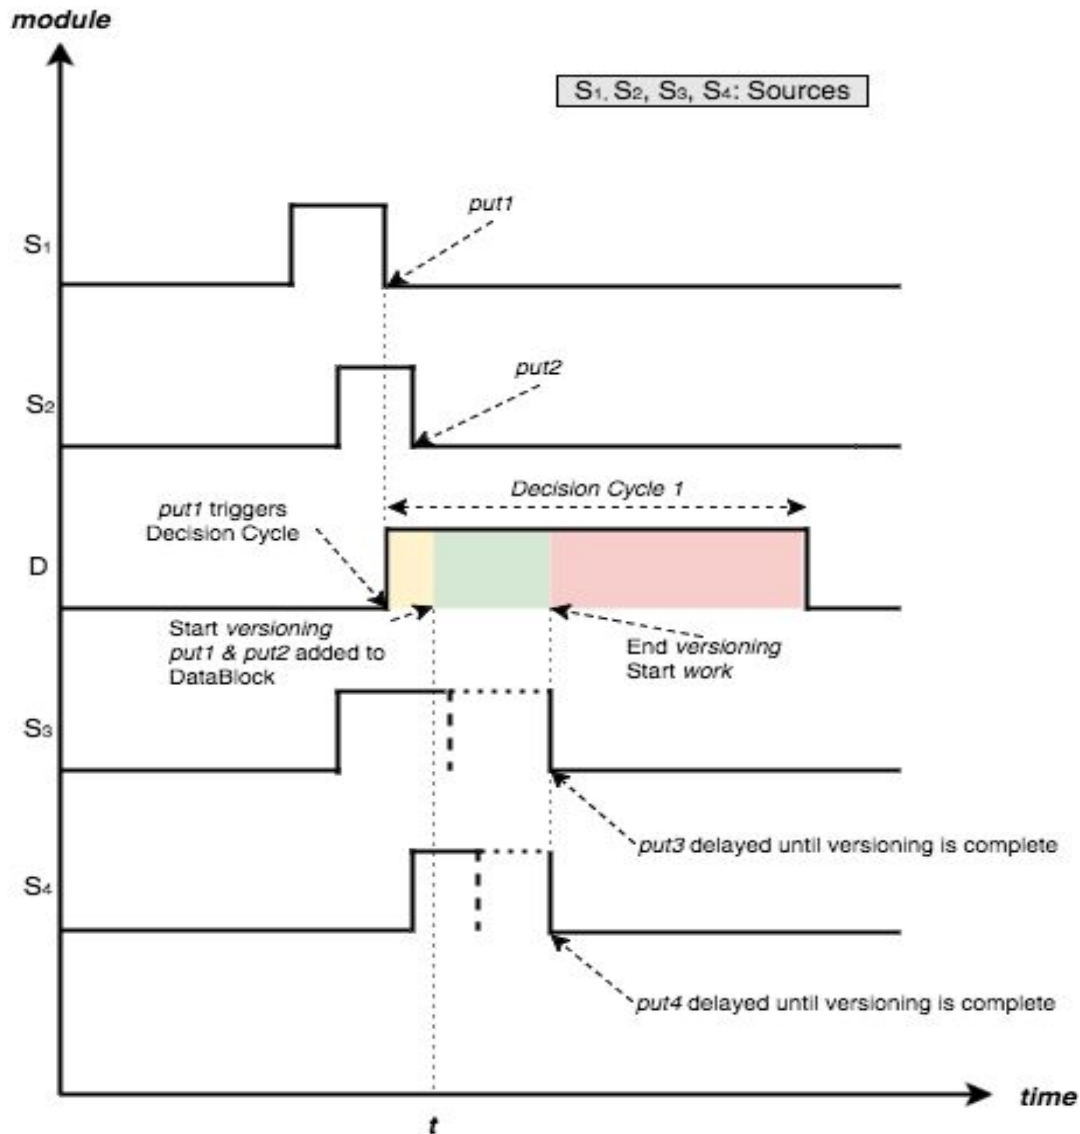 module
S1, S2, S3, S4: Sources
put1
S1
put2
S2
Decision Cycle 1
put1 triggers
Decision Cycle
D
Start versioning
put1 & put2 added to
DataBlock
End versioning
Start work
S3
put3 delayed until versioning is complete
S4
put4 delayed until versioning is complete
time
t